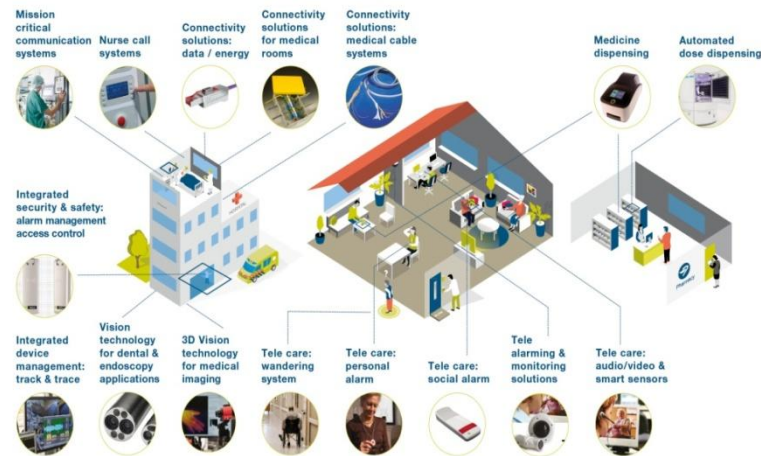 Mission
critical
communication
systems
Nurse call
systems
Connectivity
solutions:
data / energy
Connectivity
solutions
for medical
rooms
Connectivity
solutions:
medical cable
systems
Medicine
dispensing
Automated
dose dispensing
Integrated
security & safety:
alarm management
access control
PHARMACY
Integrated
device
management:
track & trace
Vision
technology
for dental &
endoscopy
applications
3D Vision
technology
for medical
imaging
Tele care:
wandering
system
Tele care:
personal
alarm
Tele care:
social alarm
Tele
alarming &
monitoring
solutions
Tele care:
audio/video &
smart sensors